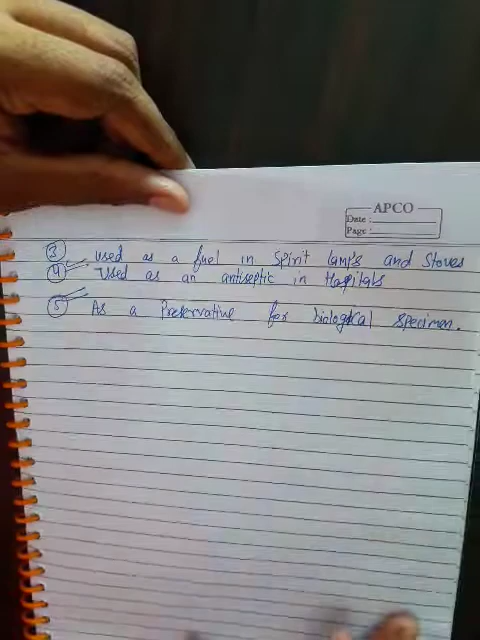 APCO
Date :
Page :
③ used as a fuel in Spirit lamps and Stoves
④ Used as an antiseptic in Hospitals
⑤ As a Preservative for biological specimen.